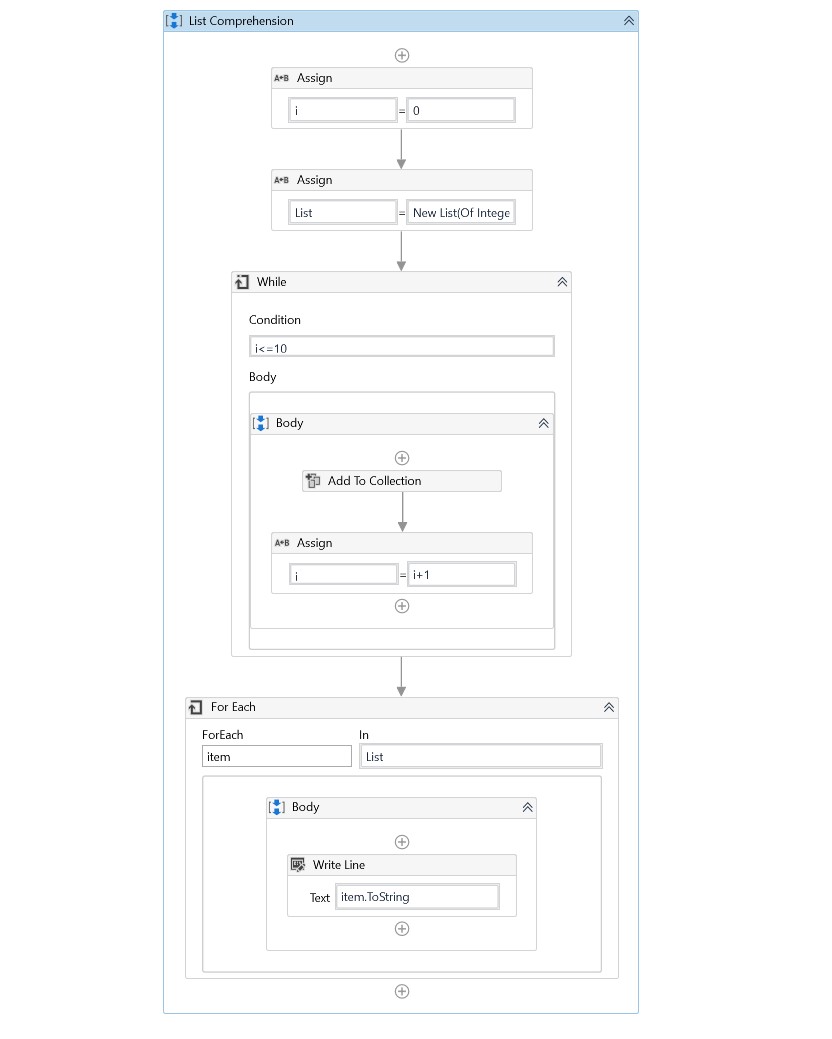 List Comprehension
A+B Assign
i = 0
A+B Assign
List = New List(Of Intege
While
Condition
i<=10
Body
Body
Add To Collection
A+B Assign
i = i+1
For Each
ForEach In
item List
Body
Write Line
Text item.ToString